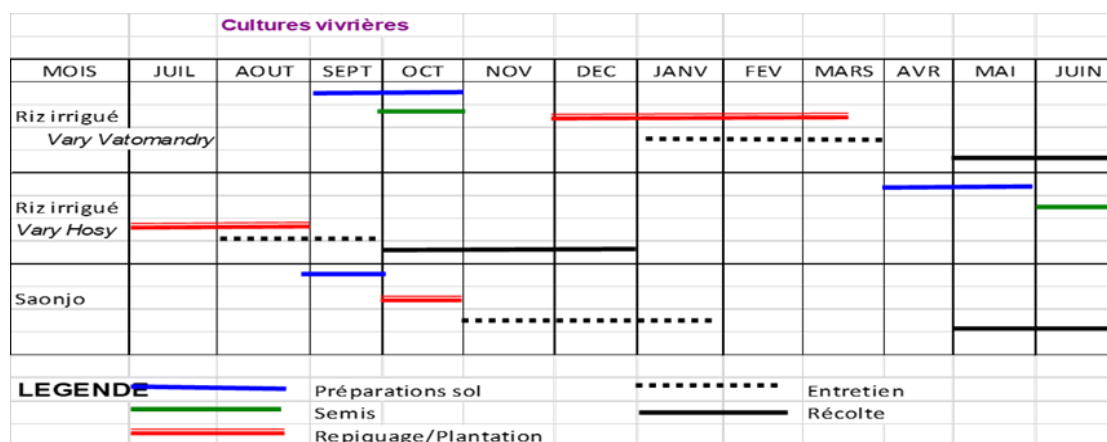 Cultures vivrières
MOIS JUIL AOUT SEPT OCT NOV DEC JANV FEV MARS AVR MAI JUIN
Riz irrigué
Vary Vatomandry
Riz irrigué
Vary Hosy
Saonjo
LEGENDE Préparations sol Entretien
Semis Récolte
Repiquage/Plantation